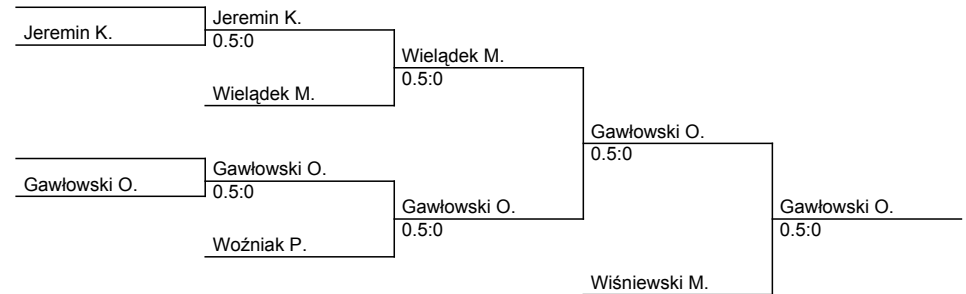 Jeremin K.
Jeremin K.
0.5:0
Wielądek M.
0.5:0
Wielądek M.
Gawłowski O.
0.5:0
Gawłowski O.
Gawłowski O.
0.5:0
Gawłowski O.
0.5:0
Gawłowski O.
0.5:0
Woźniak P.
Wiśniewski M.